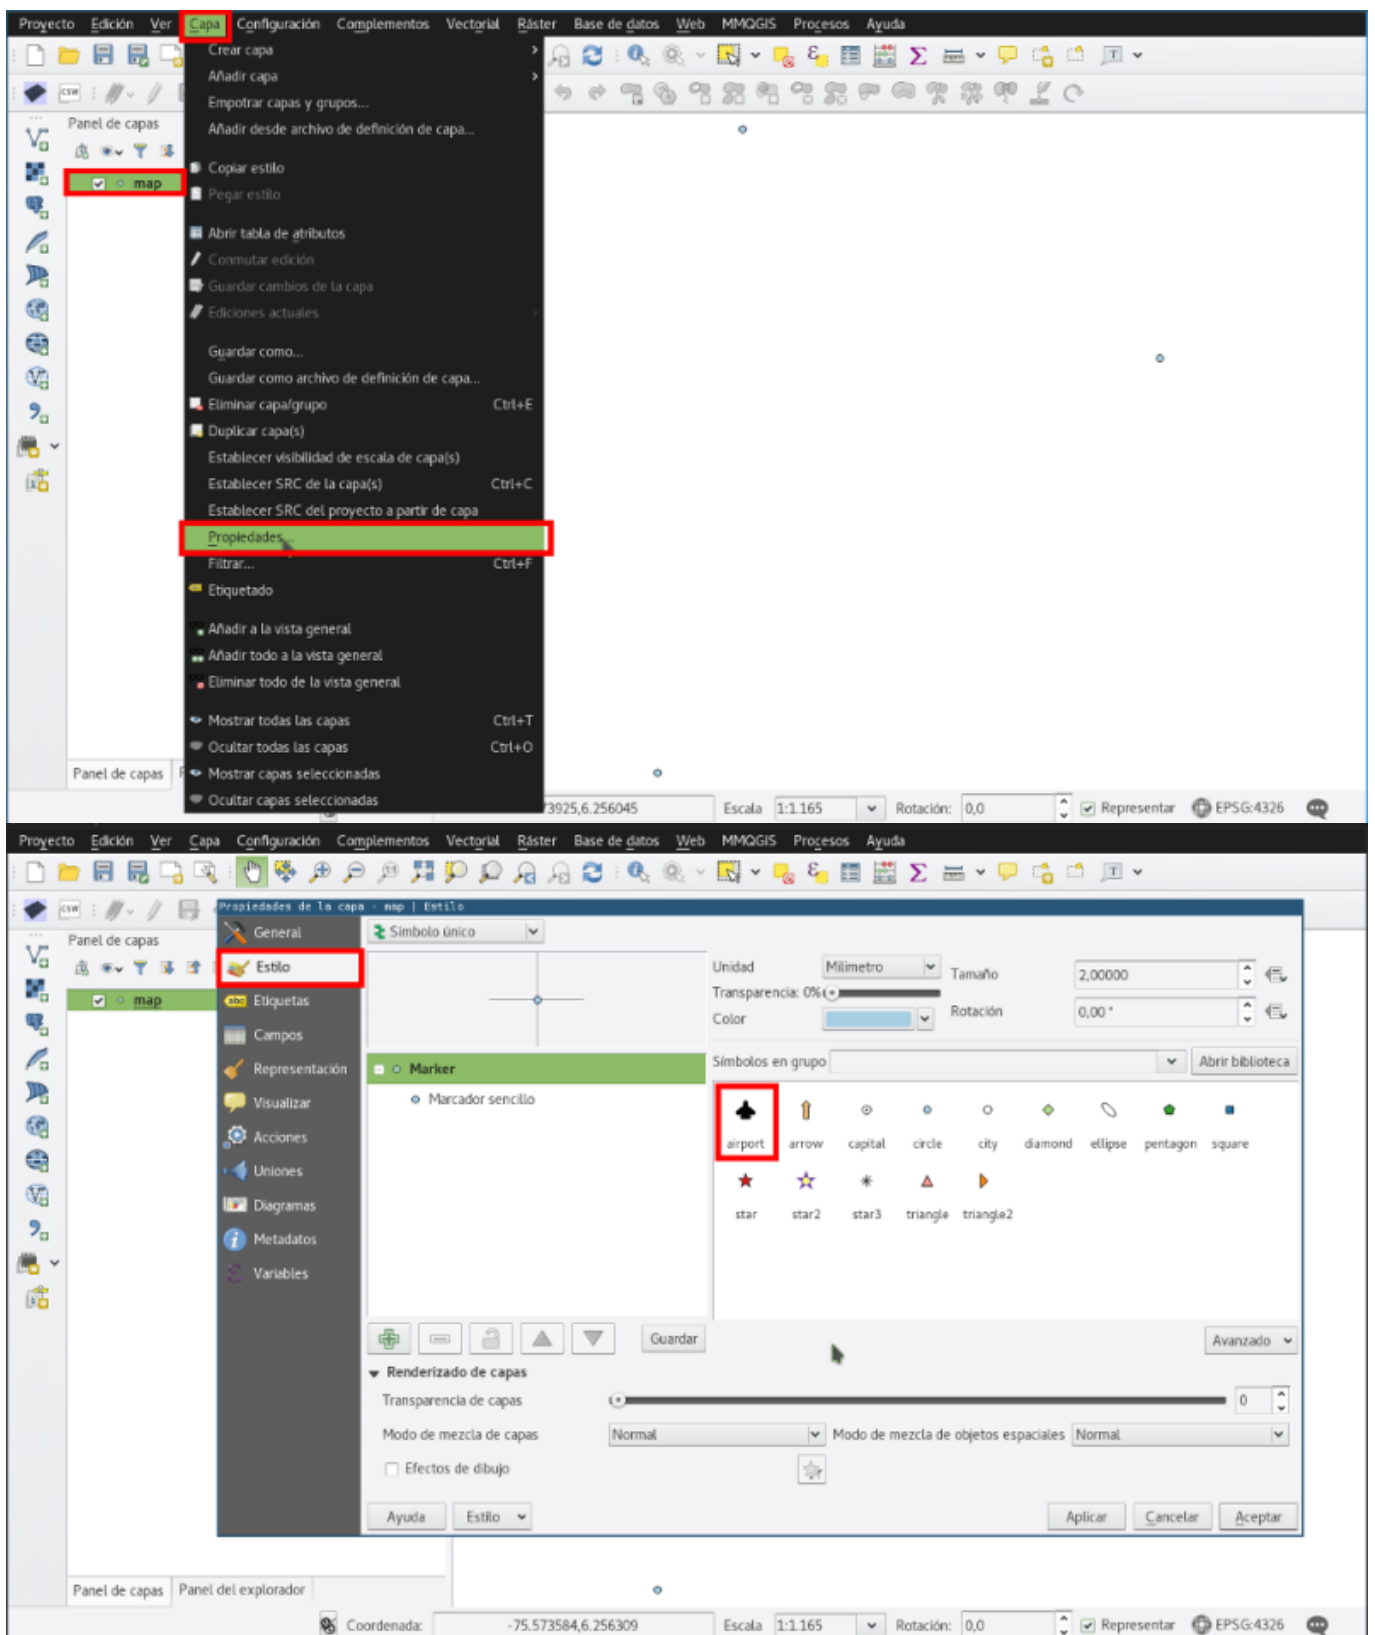 Proyecto Edición Ver Capa Configuración Complementos Vectorial Ráster Base de datos Web MMQGIS Procesos Ayuda
Crear capa
Añadir capa
Empotrar capas y grupos...
Añadir desde archivo de definición de capa...
Copiar estilo
Pegar estilo
Abrir tabla de atributos
Conmutar edición
Guardar cambios de la capa
Ediciones actuales
Guardar como...
Guardar como archivo de definición de capa...
Eliminar capa/grupo Ctrl+E
Duplicar capa(s)
Establecer visibilidad de escala de capa(s)
Establecer SRC de la capa(s) Ctrl+C
Establecer SRC del proyecto a partir de capa
Propiedades...
Filtrar... Ctrl+F
Etiquetado
Añadir a la vista general
Añadir todo a la vista general
Eliminar todo de la vista general
Mostrar todas las capas Ctrl+T
Ocultar todas las capas Ctrl+O
Mostrar capas seleccionadas
Ocultar capas seleccionadas
CSW
Panel de capas
map
Panel de capas
73925,6.256045 Escala 1:1.165 Rotación: 0,0 Representar EPSG:4326
Proyecto Edición Ver Capa Configuración Complementos Vectorial Ráster Base de datos Web MMQGIS Procesos Ayuda
CSW
Panel de capas
map
Propiedades de la capa - map | Estilo
General
Estilo
Etiquetas
Campos
Representación
Visualizar
Acciones
Uniones
Diagramas
Metadatos
Variables
Símbolo único
Marker
Marcador sencillo
Unidad Milímetro Tamaño 2,00000
Transparencia: 0%
Color Rotación 0,00 °
Símbolos en grupo Abrir biblioteca
airport arrow capital circle city diamond ellipse pentagon square
star star2 star3 triangle triangle2
Guardar Avanzado
Renderizado de capas
Transparencia de capas 0
Modo de mezcla de capas Normal Modo de mezcla de objetos espaciales Normal
Efectos de dibujo
Ayuda Estilo Aplicar Cancelar Aceptar
Panel de capas Panel del explorador
Coordenada: -75.573584,6.256309 Escala 1:1.165 Rotación: 0,0 Representar EPSG:4326